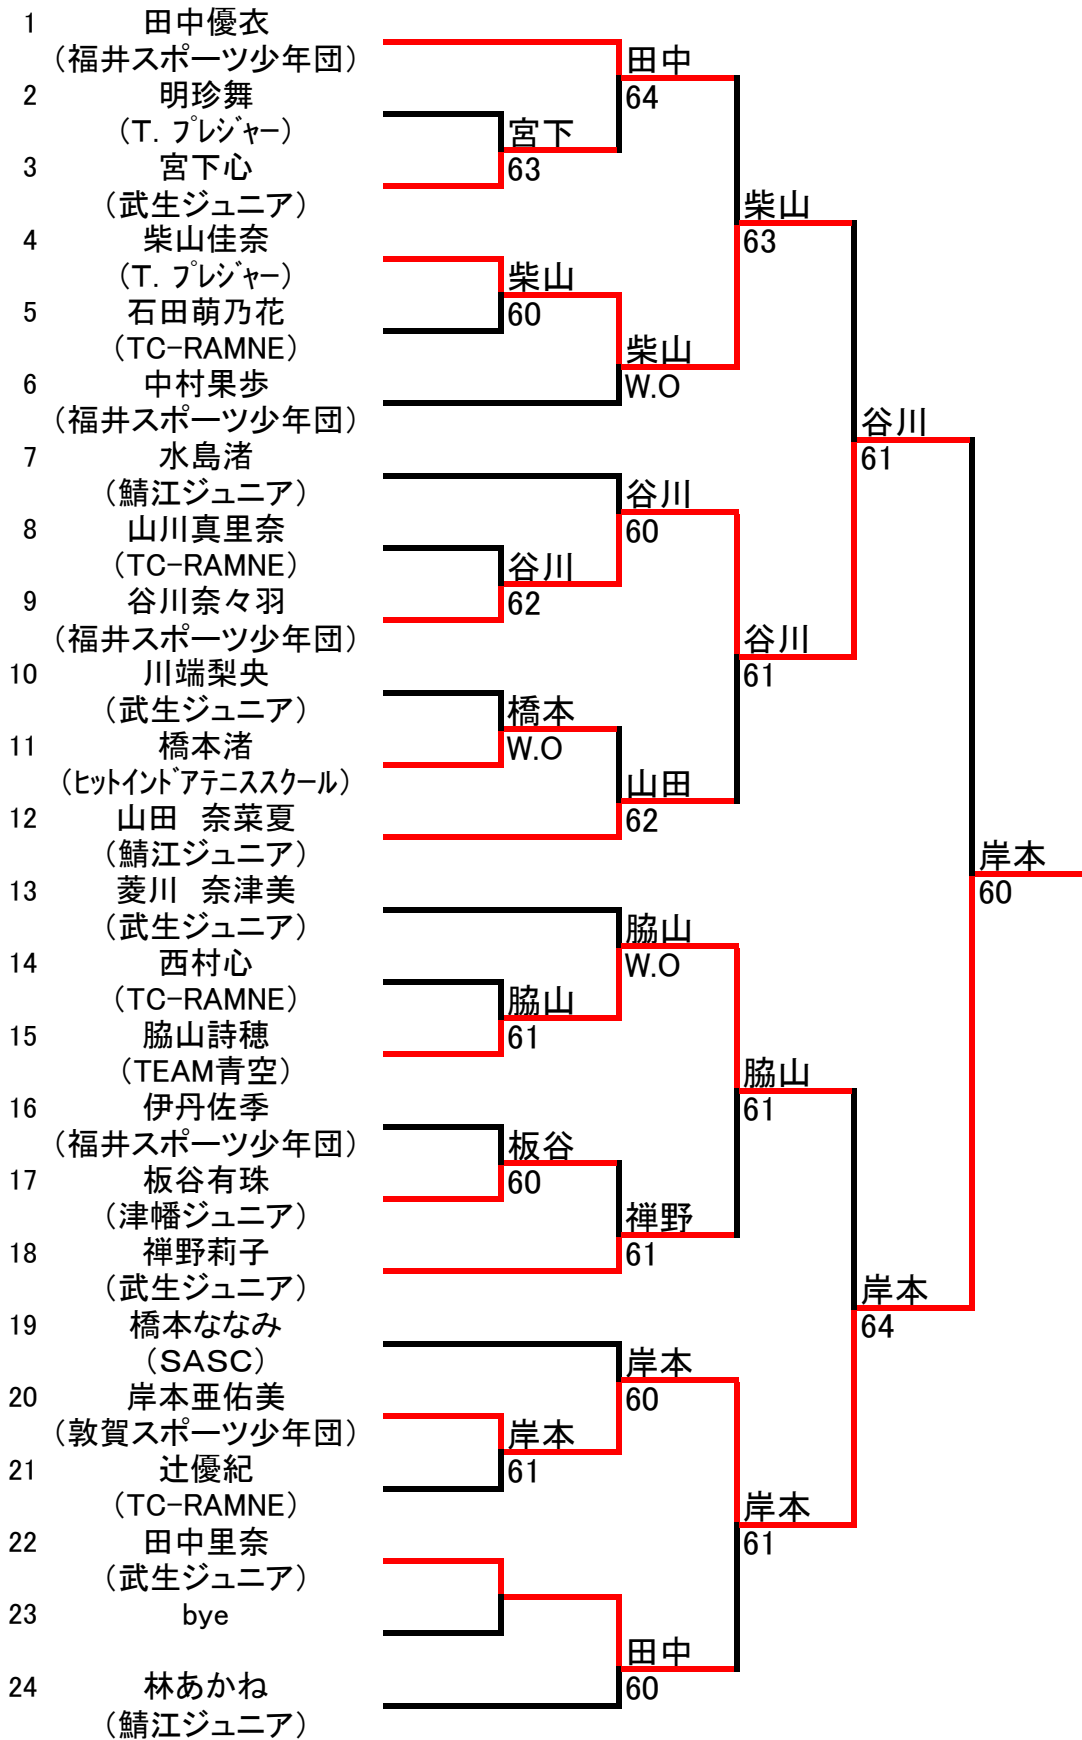 1 田中優衣
（福井スポーツ少年団）
田中
2 明珍舞
64
（T．プレジャー）
宮下
3 宮下心
63
（武生ジュニア）
柴山
4 柴山佳奈
63
（T．プレジャー）
柴山
5 石田萌乃花
60
（TC-RAMNE）
柴山
6 中村果歩
W.O
（福井スポーツ少年団）
谷川
7 水島渚
61
（鯖江ジュニア）
谷川
8 山川真里奈
60
（TC-RAMNE）
谷川
9 谷川奈々羽
62
（福井スポーツ少年団）
谷川
10 川端梨央
61
（武生ジュニア）
橋本
11 橋本渚
W.O
（ヒットインドアテニススクール）
山田
12 山田　奈菜夏
62
（鯖江ジュニア）
岸本
13 菱川　奈津美
60
（武生ジュニア）
脇山
14 西村心
W.O
（TC-RAMNE）
脇山
15 脇山詩穂
61
（TEAM青空）
脇山
16 伊丹佐季
61
（福井スポーツ少年団）
板谷
17 板谷有珠
60
（津幡ジュニア）
禅野
18 禅野莉子
61
（武生ジュニア）
岸本
19 橋本ななみ
64
（SASC）
岸本
20 岸本亜佑美
60
（敦賀スポーツ少年団）
岸本
21 辻優紀
61
（TC-RAMNE）
岸本
22 田中里奈
61
（武生ジュニア）
23 bye
田中
24 林あかね
60
（鯖江ジュニア）